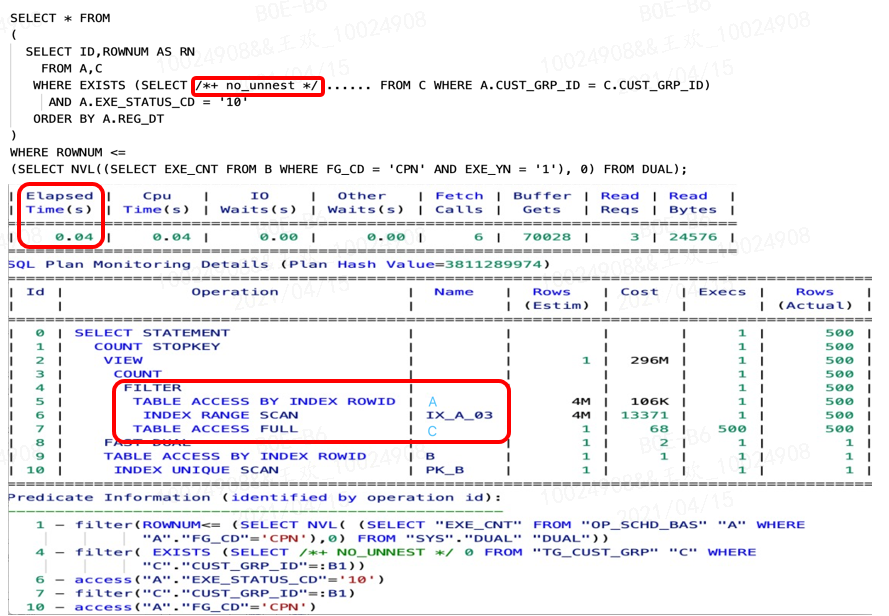 SELECT * FROM
(
SELECT ID,ROWNUM AS RN
FROM A,C
WHERE EXISTS (SELECT /*+ no_unnest */ ...... FROM C WHERE A.CUST_GRP_ID = C.CUST_GRP_ID)
AND A.EXE_STATUS_CD = '10'
ORDER BY A.REG_DT
)
WHERE ROWNUM <=
(SELECT NVL((SELECT EXE_CNT FROM B WHERE FG_CD = 'CPN' AND EXE_YN = '1'), 0) FROM DUAL);
| Elapsed | Cpu | IO | Other | Fetch | Buffer | Read | Read |
| Time(s) | Time(s) | Waits(s) | Waits(s) | Calls | Gets | Reqs | Bytes |
| 0.04 | 0.04 | 0.00 | 0.00 | 6 | 70028 | 3 | 24576 |
SQL Plan Monitoring Details (Plan Hash Value=3811289974)
| Id | Operation | Name | Rows | Cost | Execs | Rows |
| | | | (Estim) | | | (Actual) |
| 0 | SELECT STATEMENT | | | | 1 | 500
| 1 | COUNT STOPKEY | | | | 1 | 500
| 2 | VIEW | | 1 | 296M | 1 | 500
| 3 | COUNT | | | | 1 | 500
| 4 | FILTER | | | | 1 | 500
| 5 | TABLE ACCESS BY INDEX ROWID | A | 4M | 106K | 1 | 500
| 6 | INDEX RANGE SCAN | IX_A_03 | 4M | 13371 | 1 | 500
| 7 | TABLE ACCESS FULL | C | 1 | 68 | 500 | 500
| 8 | FAST DUAL | | 1 | 2 | 1 | 1
| 9 | TABLE ACCESS BY INDEX ROWID | B | 1 | 1 | 1 | 1
| 10 | INDEX UNIQUE SCAN | PK_B | 1 | | 1 | 1
Predicate Information (identified by operation id):
1 - filter(ROWNUM<= (SELECT NVL( (SELECT "EXE_CNT" FROM "OP_SCHD_BAS" "A" WHERE
"A"."FG_CD"='CPN'),0) FROM "SYS"."DUAL" "DUAL"))
4 - filter( EXISTS (SELECT /*+ NO_UNNEST */ 0 FROM "TG_CUST_GRP" "C" WHERE
"C"."CUST_GRP_ID"=:B1))
6 - access("A"."EXE_STATUS_CD"='10')
7 - filter("C"."CUST_GRP_ID"=:B1)
10 - access("A"."FG_CD"='CPN')